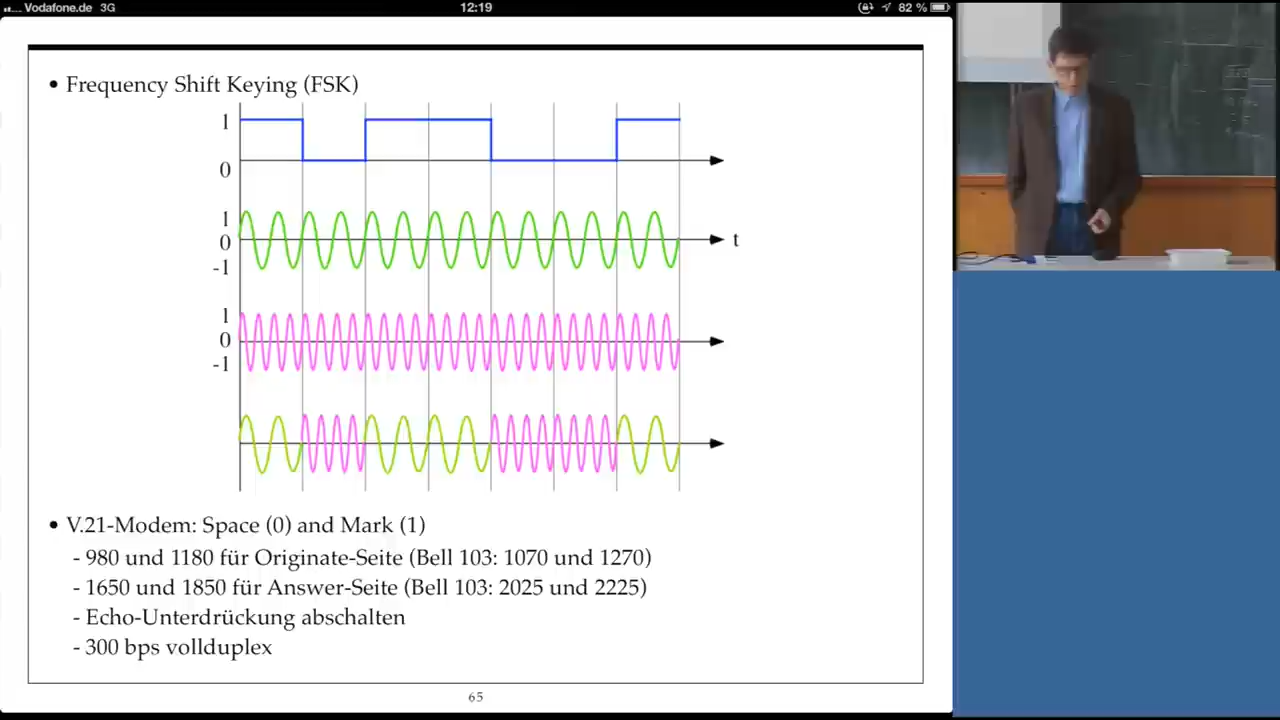 Vodafone.de 3G 12:19 82 %
• Frequency Shift Keying (FSK)
1
0
1
0
-1
t
1
0
-1
• V.21-Modem: Space (0) and Mark (1)
- 980 und 1180 für Originate-Seite (Bell 103: 1070 und 1270)
- 1650 und 1850 für Answer-Seite (Bell 103: 2025 und 2225)
- Echo-Unterdrückung abschalten
- 300 bps vollduplex
65